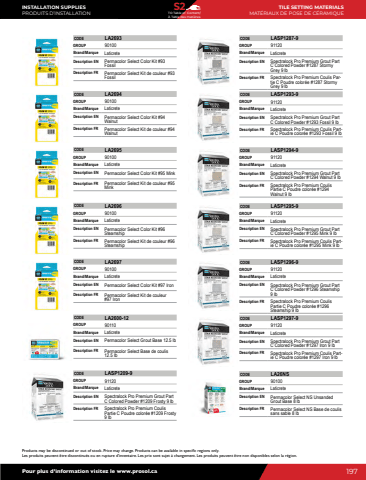 INSTALLATION SUPPLIES
PRODUITS D'INSTALLATION
S2
TILE SETTING MATERIALS
MATÉRIAUX DE POSE DE CÉRAMIQUE
CODE LA2693
GROUP 90100
Brand/Marque Laticrete
Description EN Permacolor Select Color Kit #93
Fossil
Description FR Permacolor Select Kit de couleur #93
Fossil
CODE LA2694
GROUP 90100
Brand/Marque Laticrete
Description EN Permacolor Select Color Kit #94
Walnut
Description FR Permacolor Select Kit de couleur #94
Walnut
CODE LA2695
GROUP 90100
Brand/Marque Laticrete
Description EN Permacolor Select Color Kit #95 Mink
Description FR Permacolor Select Kit de couleur #95
Mink
CODE LA2696
GROUP 90100
Brand/Marque Laticrete
Description EN Permacolor Select Color Kit #96
Steamship
Description FR Permacolor Select Kit de couleur #96
Steamship
CODE LA2697
GROUP 90100
Brand/Marque Laticrete
Description EN Permacolor Select Color Kit #97 Iron
Description FR Permacolor Select Kit de couleur
#97 Iron
CODE LA2600-12
GROUP 90110
Brand/Marque Laticrete
Description EN Permacolor Select Grout Base 12.5 lb
Description FR Permacolor Select Base de coulis
12.5 lb
CODE LASP1209-9
GROUP 91120
Brand/Marque Laticrete
Description EN Spectralock Pro Premium Grout Part
C Colored Powder #1209 Frosty 9 lb
Description FR Spectralock Pro Premium Coulis
Partie C Poudre colorée #1209 Frosty
9 lb
CODE LASP1287-9
GROUP 91120
Brand/Marque Laticrete
Description EN Spectralock Pro Premium Grout Part
C Colored Powder #1287 Stormy
Grey 9 lb
Description FR Spectralock Pro Premium Coulis Par-
tie C Poudre colorée #1287 Stormy
Grey 9 lb
CODE LASP1293-9
GROUP 91120
Brand/Marque Laticrete
Description EN Spectralock Pro Premium Grout Part
C Colored Powder #1293 Fossil 9 lb
Description FR Spectralock Pro Premium Coulis Part-
ie C Poudre colorée #1293 Fossil 9 lb
CODE LASP1294-9
GROUP 91120
Brand/Marque Laticrete
Description EN Spectralock Pro Premium Grout Part
C Colored Powder #1294 Walnut 9 lb
Description FR Spectralock Pro Premium Coulis
Partie C Poudre colorée #1294
Walnut 9 lb
CODE LASP1295-9
GROUP 91120
Brand/Marque Laticrete
Description EN Spectralock Pro Premium Grout Part
C Colored Powder #1295 Mink 9 lb
Description FR Spectralock Pro Premium Coulis Part-
ie C Poudre colorée #1295 Mink 9 lb
CODE LASP1296-9
GROUP 91120
Brand/Marque Laticrete
Description EN Spectralock Pro Premium Grout Part
C Colored Powder #1296 Steamship
9 lb
Description FR Spectralock Pro Premium Coulis
Partie C Poudre colorée #1296
Steamship 9 lb
CODE LASP1297-9
GROUP 91120
Brand/Marque Laticrete
Description EN Spectralock Pro Premium Grout Part
C Colored Powder #1297 Iron 9 lb
Description FR Spectralock Pro Premium Coulis Part-
ie C Poudre colorée #1297 Iron 9 lb
CODE LA26NS
GROUP 90100
Brand/Marque Laticrete
Description EN Permacolor Select NS Unsanded
Grout Base 8 lb
Description FR Permacolor Select NS Base de coulis
sans sable 8 lb
Products may be discontinued or out of stock. Price may change. Products can be available in specific regions only.
Les produits peuvent être discontinués ou en rupture d'inventaire. Les prix sont sujet à changement. Les produits peuvent être non disponibles selon la région.
Pour plus d'information visitez le www.prosol.ca
197